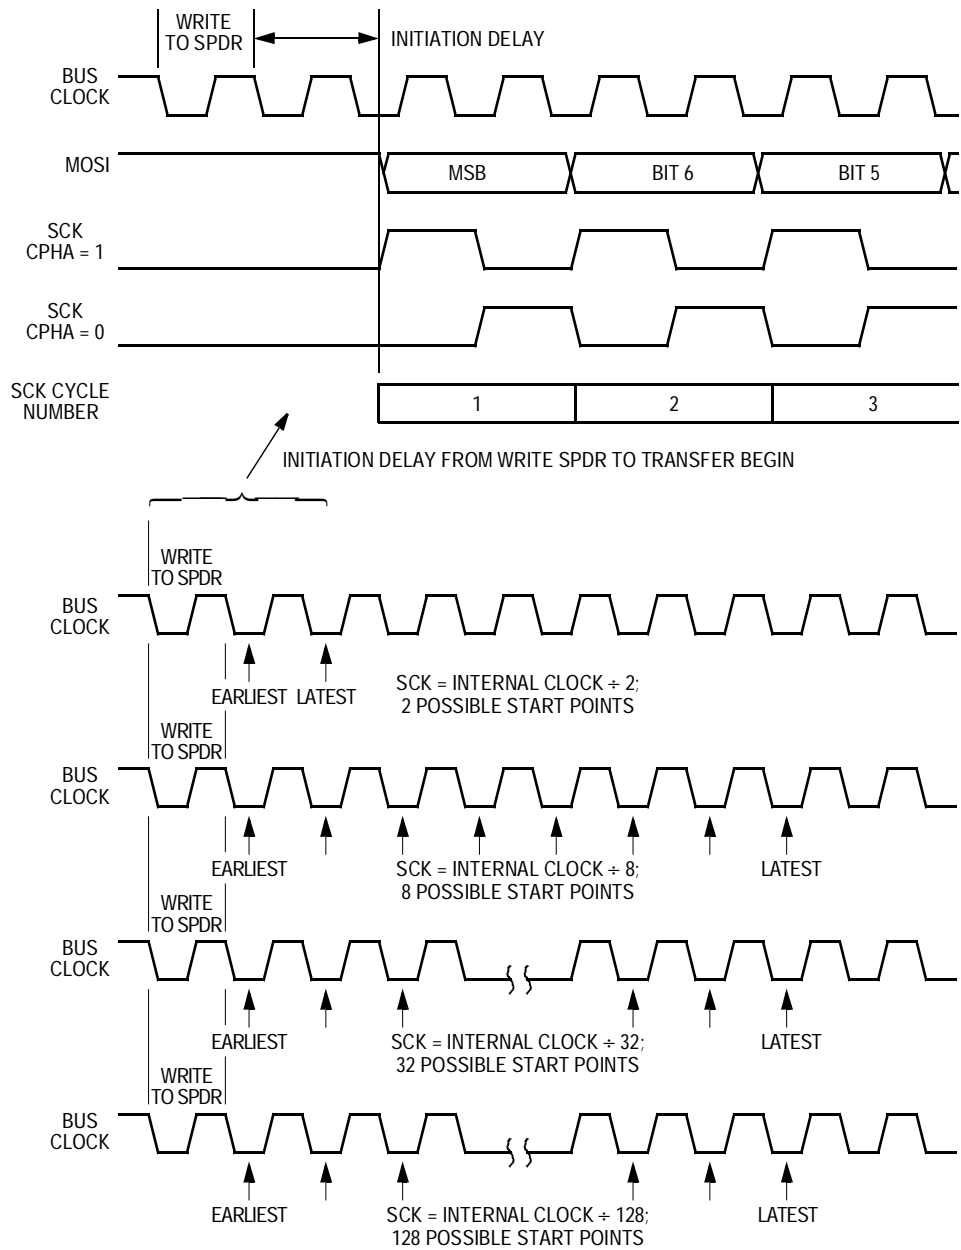 WRITE
TO SPDR
INITIATION DELAY
BUS
CLOCK
MOSI
MSB
BIT 6
BIT 5
SCK
CPHA = 1
SCK
CPHA = 0
SCK CYCLE
NUMBER
1
2
3
INITIATION DELAY FROM WRITE SPDR TO TRANSFER BEGIN
WRITE
TO SPDR
BUS
CLOCK
EARLIEST
LATEST
SCK = INTERNAL CLOCK ÷ 2;
2 POSSIBLE START POINTS
WRITE
TO SPDR
BUS
CLOCK
EARLIEST
SCK = INTERNAL CLOCK ÷ 8;
8 POSSIBLE START POINTS
LATEST
WRITE
TO SPDR
BUS
CLOCK
EARLIEST
SCK = INTERNAL CLOCK ÷ 32;
32 POSSIBLE START POINTS
LATEST
WRITE
TO SPDR
BUS
CLOCK
EARLIEST
SCK = INTERNAL CLOCK ÷ 128;
128 POSSIBLE START POINTS
LATEST